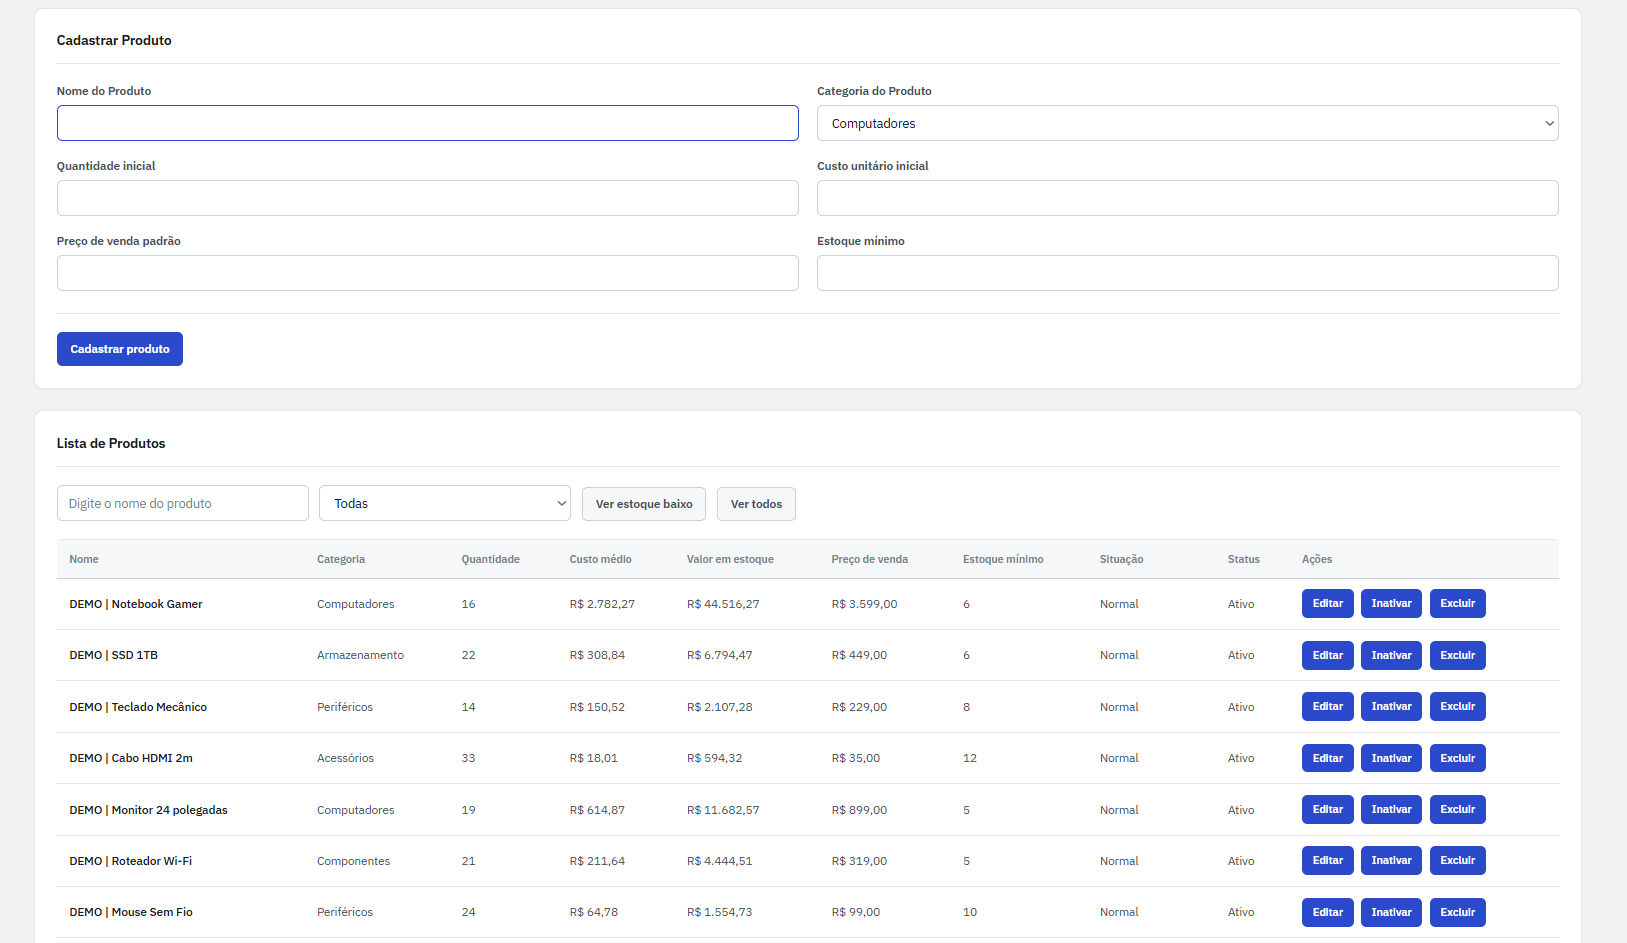 Cadastrar Produto
Nome do Produto Categoria do Produto
Computadores
Quantidade inicial Custo unitário inicial
Preço de venda padrão Estoque mínimo
Cadastrar produto
Lista de Produtos
Digite o nome do produto Todas Ver estoque baixo Ver todos
Nome Categoria Quantidade Custo médio Valor em estoque Preço de venda Estoque mínimo Situação Status Ações
DEMO | Notebook Gamer Computadores 16 R$ 2.782,27 R$ 44.516,27 R$ 3.599,00 6 Normal Ativo Editar Inativar Excluir
DEMO | SSD 1TB Armazenamento 22 R$ 308,84 R$ 6.794,47 R$ 449,00 6 Normal Ativo Editar Inativar Excluir
DEMO | Teclado Mecânico Periféricos 14 R$ 150,52 R$ 2.107,28 R$ 229,00 8 Normal Ativo Editar Inativar Excluir
DEMO | Cabo HDMI 2m Acessórios 33 R$ 18,01 R$ 594,32 R$ 35,00 12 Normal Ativo Editar Inativar Excluir
DEMO | Monitor 24 polegadas Computadores 19 R$ 614,87 R$ 11.682,57 R$ 899,00 5 Normal Ativo Editar Inativar Excluir
DEMO | Roteador Wi-Fi Componentes 21 R$ 211,64 R$ 4.444,51 R$ 319,00 5 Normal Ativo Editar Inativar Excluir
DEMO | Mouse Sem Fio Periféricos 24 R$ 64,78 R$ 1.554,73 R$ 99,00 10 Normal Ativo Editar Inativar Excluir